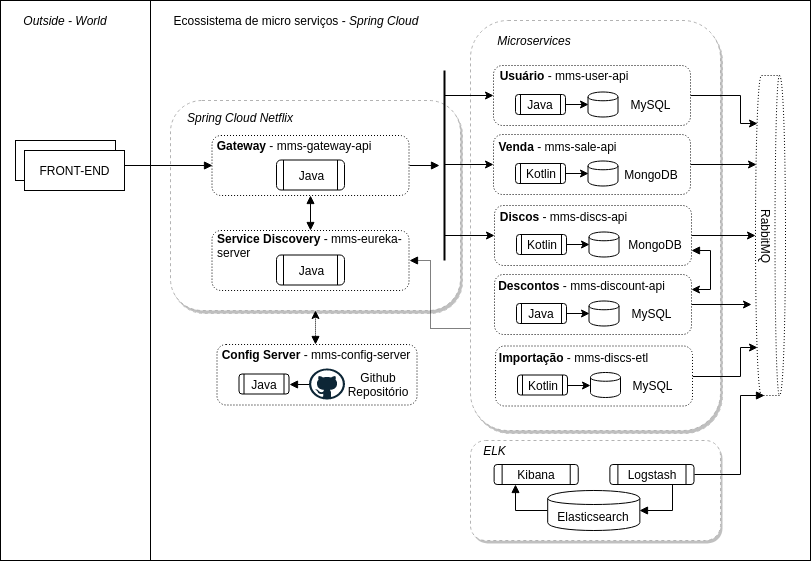 Outside - World
Ecossistema de micro serviços - Spring Cloud
FRONT-END
Spring Cloud Netflix
Gateway - mms-gateway-api
Java
Service Discovery - mms-eureka-
server
Java
Config Server - mms-config-server
Java
Github
Repositório
Microservices
Usuário - mms-user-api
Java
MySQL
Venda - mms-sale-api
Kotlin
MongoDB
Discos - mms-discs-api
Kotlin
MongoDB
Descontos - mms-discount-api
Java
MySQL
Importação - mms-discs-etl
Kotlin
MySQL
RabbitMQ
ELK
Kibana
Logstash
Elasticsearch